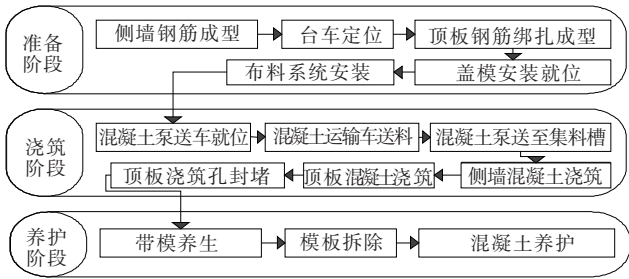 准备
阶段
侧墙钢筋成型
台车定位
顶板钢筋绑扎成型
盖模安装就位
布料系统安装
浇筑
阶段
混凝土泵送车就位
混凝土运输车送料
混凝土泵送至集料槽
侧墙混凝土浇筑
顶板混凝土浇筑
顶板浇筑孔封堵
养护
阶段
带模养生
模板拆除
混凝土养护